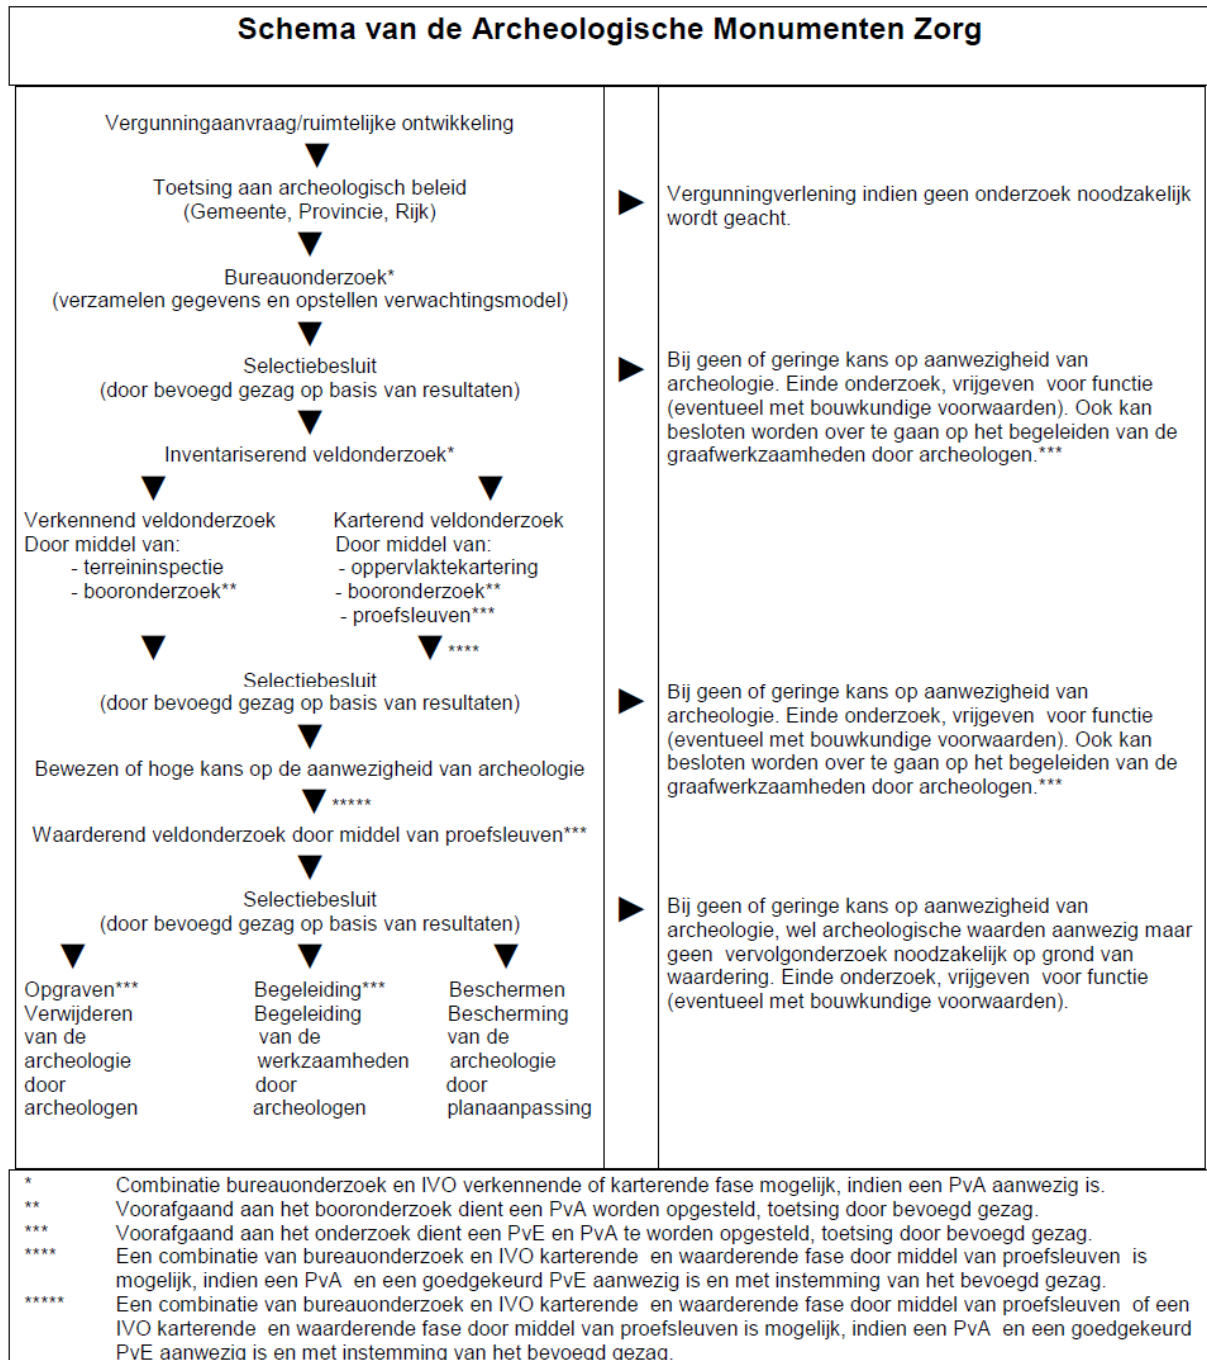 Schema van de Archeologische Monumenten Zorg
Vergunningaanvraag/ruimtelijke ontwikkeling
Toetsing aan archeologisch beleid
(Gemeente, Provincie, Rijk)
Vergunningverlening indien geen onderzoek noodzakelijk
wordt geacht.
Bureauonderzoek*
(verzamelen gegevens en opstellen verwachtingsmodel)
Selectiebesluit
(door bevoegd gezag op basis van resultaten)
Bij geen of geringe kans op aanwezigheid van
archeologie. Einde onderzoek, vrijgeven voor functie
(eventueel met bouwkundige voorwaarden). Ook kan
besloten worden over te gaan op het begeleiden van de
graafwerkzaamheden door archeologen.***
Inventariserend veldonderzoek*
Verkennend veldonderzoek
Door middel van:
- terreininspectie
- booronderzoek**
Karterend veldonderzoek
Door middel van:
- oppervlaktekartering
- booronderzoek**
- proefsleuven***
****
Selectiebesluit
(door bevoegd gezag op basis van resultaten)
Bij geen of geringe kans op aanwezigheid van
archeologie. Einde onderzoek, vrijgeven voor functie
(eventueel met bouwkundige voorwaarden). Ook kan
besloten worden over te gaan op het begeleiden van de
graafwerkzaamheden door archeologen.***
Bewezen of hoge kans op de aanwezigheid van archeologie
*****
Waarderend veldonderzoek door middel van proefsleuven***
Selectiebesluit
(door bevoegd gezag op basis van resultaten)
Bij geen of geringe kans op aanwezigheid van
archeologie, wel archeologische waarden aanwezig maar
geen vervolgonderzoek noodzakelijk op grond van
waardering. Einde onderzoek, vrijgeven voor functie
(eventueel met bouwkundige voorwaarden).
Opgraven***
Verwijderen
van de
archeologie
door
archeologen
Begeleiding***
Begeleiding
van de
werkzaamheden
door
archeologen
Beschermen
Bescherming
van de
archeologie
door
planaanpassing
* Combinatie bureauonderzoek en IVO verkennende of karterende fase mogelijk, indien een PvA aanwezig is.
** Voorafgaand aan het booronderzoek dient een PvA worden opgesteld, toetsing door bevoegd gezag.
*** Voorafgaand aan het onderzoek dient een PvE en PvA te worden opgesteld, toetsing door bevoegd gezag.
**** Een combinatie van bureauonderzoek en IVO karterende en waarderende fase door middel van proefsleuven is
mogelijk, indien een PvA en een goedgekeurd PvE aanwezig is en met instemming van het bevoegd gezag.
***** Een combinatie van bureauonderzoek en IVO karterende en waarderende fase door middel van proefsleuven of een
IVO karterende en waarderende fase door middel van proefsleuven is mogelijk, indien een PvA en een goedgekeurd
PvE aanwezig is en met instemming van het bevoegd gezag.